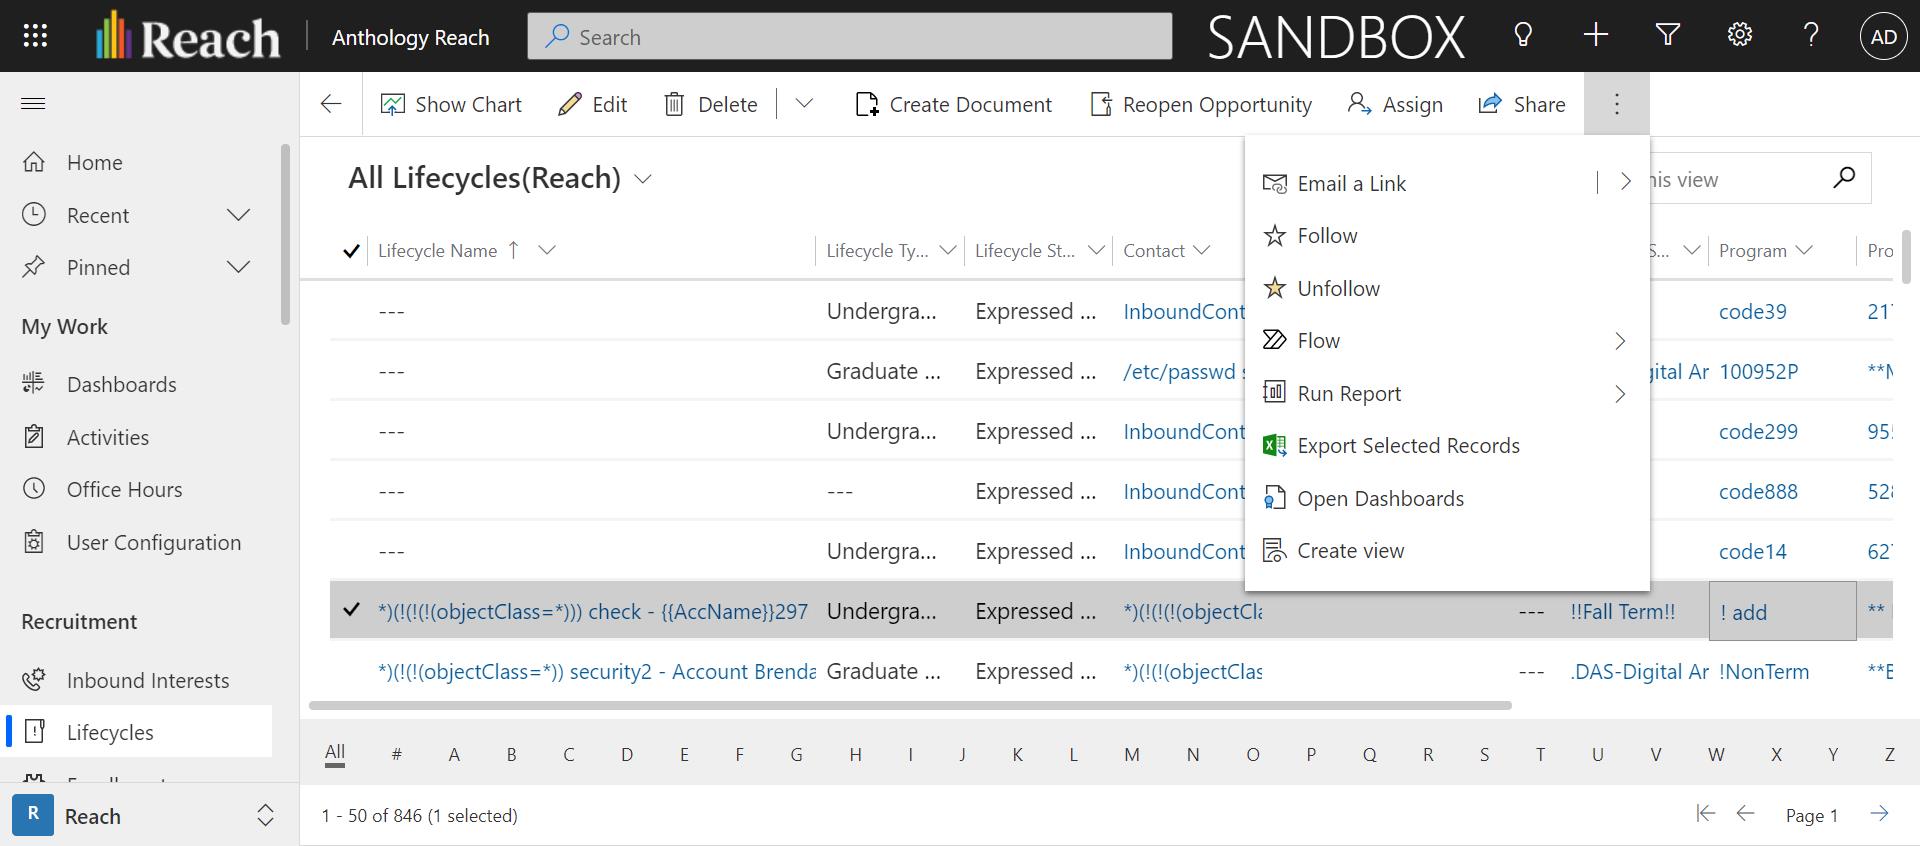 Reach
Anthology Reach
Search
SANDBOX
AD
Show Chart
Edit
Delete
Create Document
Reopen Opportunity
Assign
Share
Home
Recent
Pinned
My Work
Dashboards
Activities
Office Hours
User Configuration
Recruitment
Inbound Interests
Lifecycles
R
Reach
All Lifecycles(Reach)
his view
Email a Link
Follow
Unfollow
Flow
Run Report
Export Selected Records
Open Dashboards
Create view
Lifecycle Name Lifecycle Ty... Lifecycle St... Contact S... Program Pro
--- Undergra... Expressed ... InboundCont code39 217
--- Graduate ... Expressed ... /etc/passwd gital Ar 100952P **
--- Undergra... Expressed ... InboundCont code299 955
--- --- Expressed ... InboundCont code888 528
--- Undergra... Expressed ... InboundCont code14 627
*)(!(!(!(objectClass=*))) check - {{AccName}}297 Undergra... Expressed ... *)(!(!(!(objectCla --- !!Fall Term!! ! add **
*)(!(!(objectClass=*)) security2 - Account Brenda Graduate ... Expressed ... *)(!(!(objectClas --- .DAS-Digital Ar !NonTerm **B
All # A B C D E F G H I J K L M N O P Q R S T U V W X Y Z
1 - 50 of 846 (1 selected)
Page 1